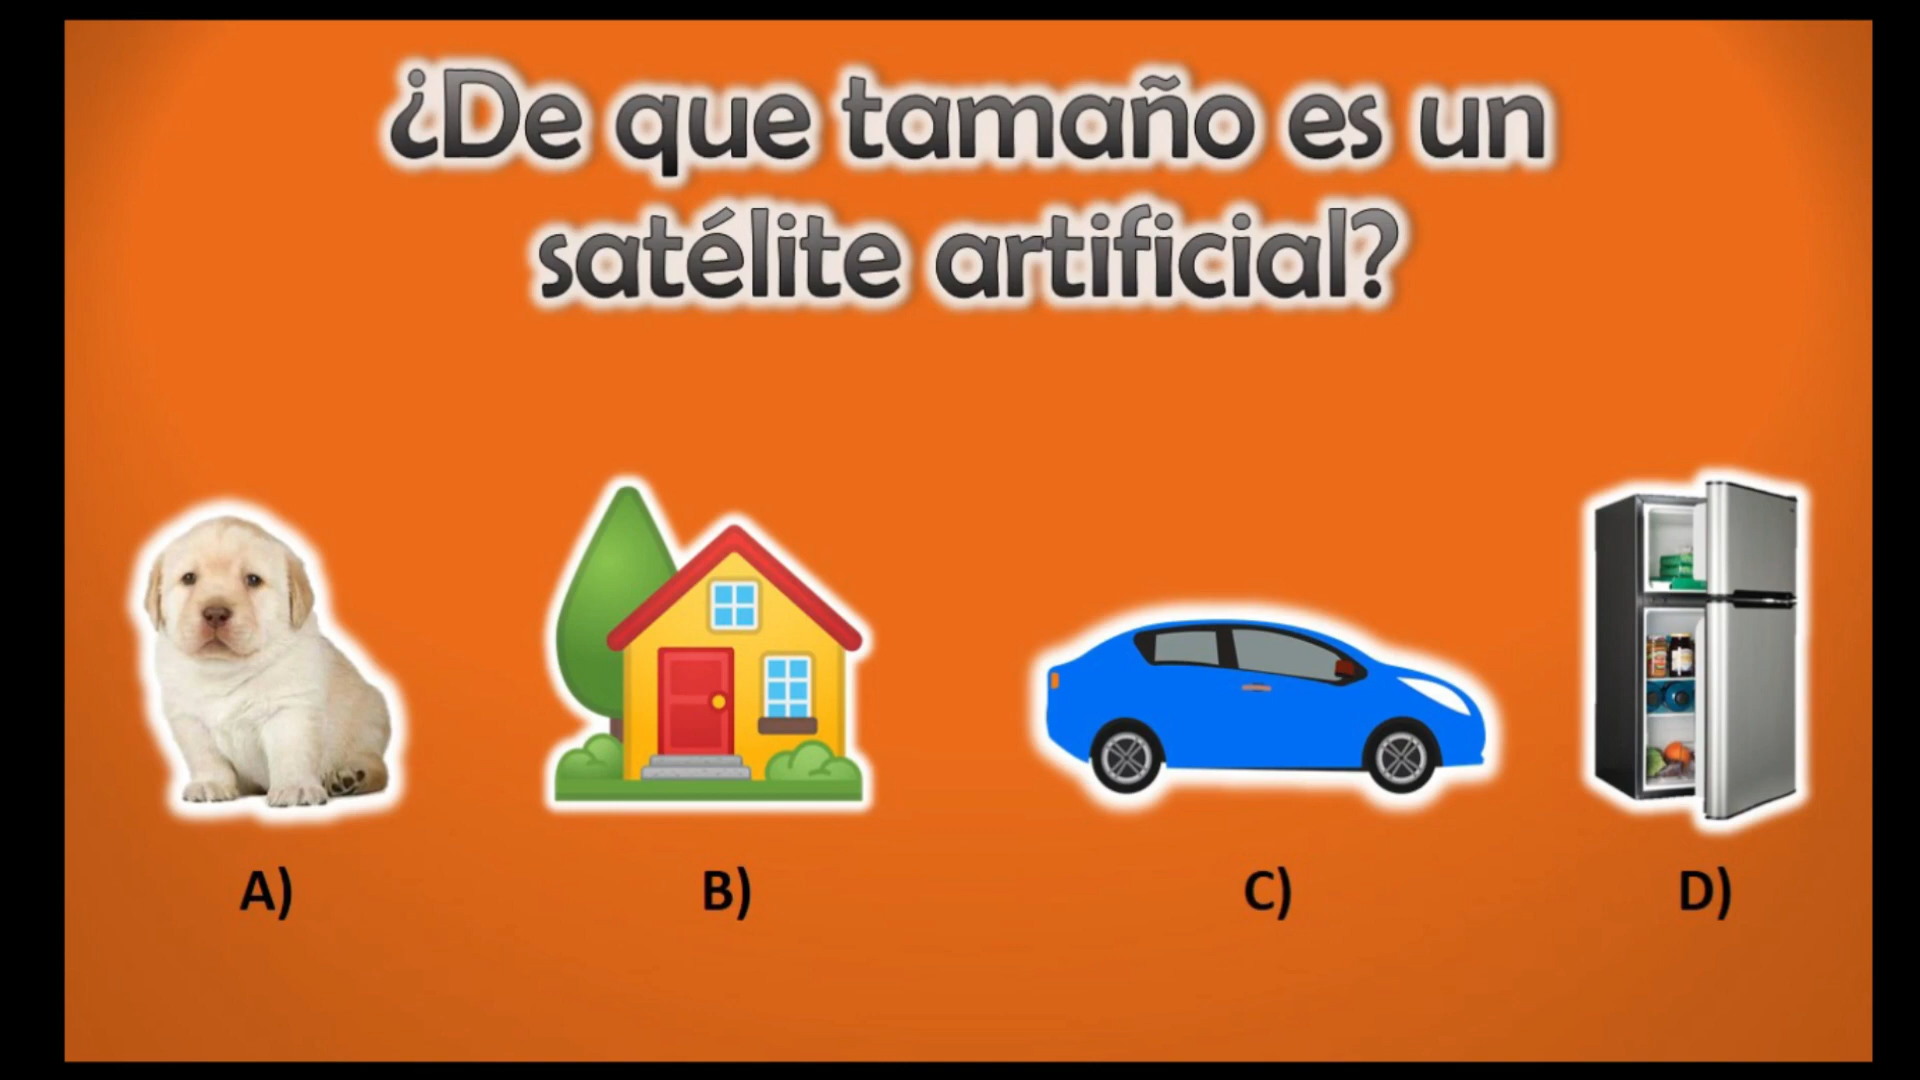 ¿De que tamaño es un
satélite artificial?
A) B) C) D)